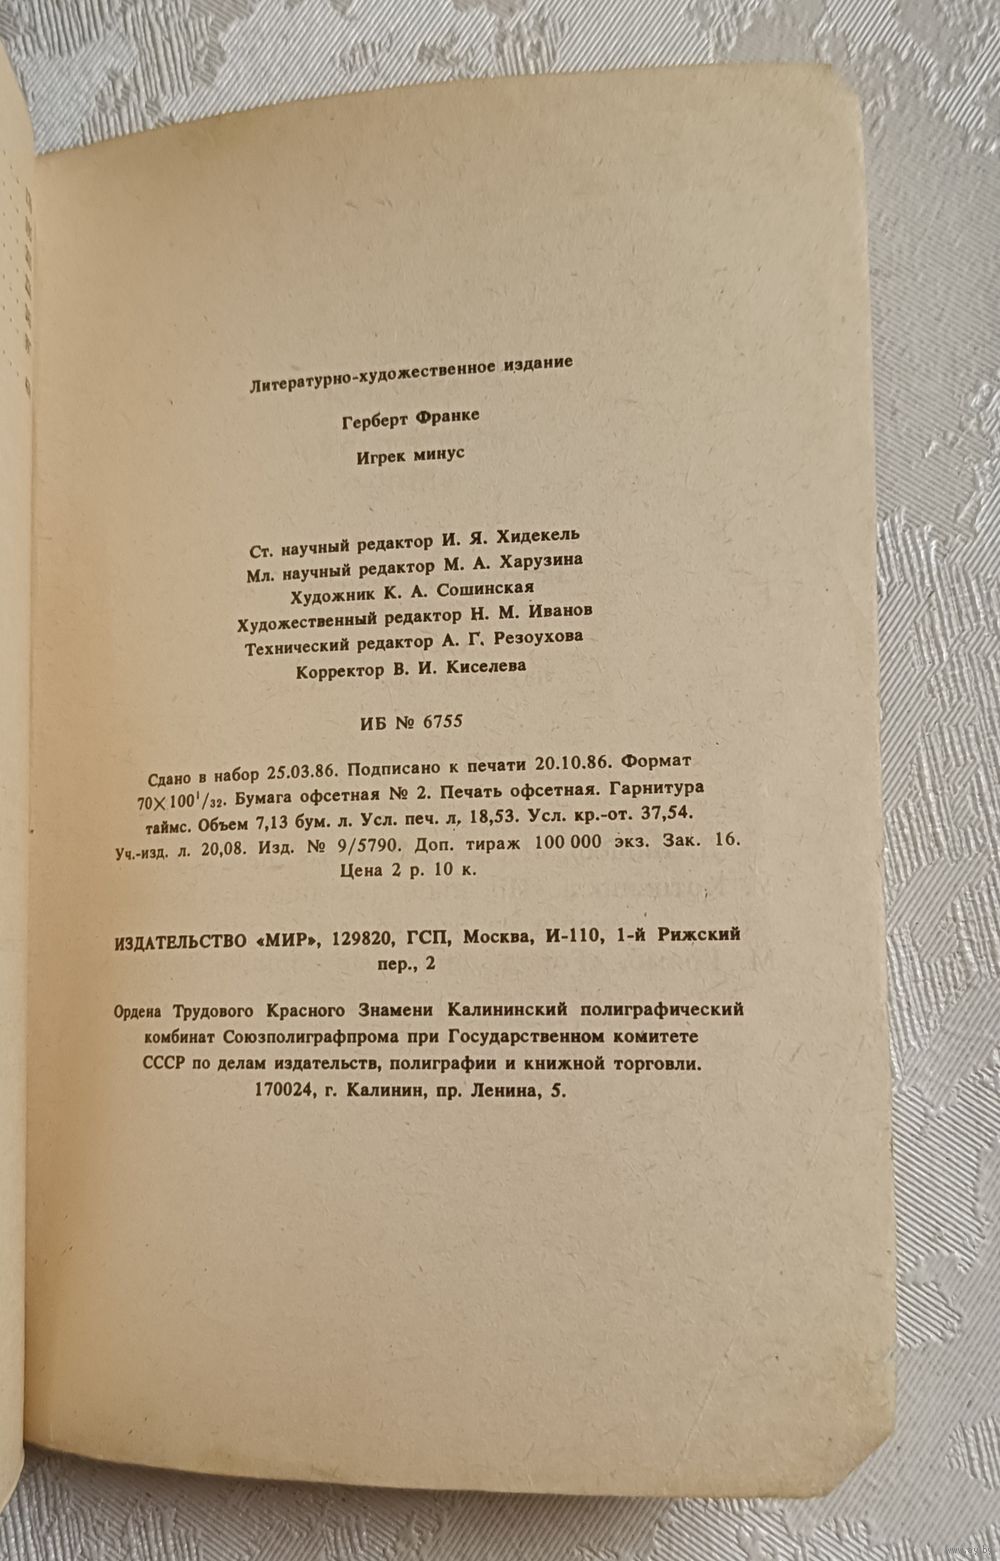 Литературно-художественное издание
Герберт Франке
Игрек минус
Ст. научный редактор И. Я. Хидекель
Мл. научный редактор М. А. Харузина
Художник К. А. Сошинская
Художественный редактор Н. М. Иванов
Технический редактор А. Г. Резоухова
Корректор В. И. Киселева
ИБ № 6755
Сдано в набор 25.03.86. Подписано к печати 20.10.86. Формат
70×100¹/₃₂. Бумага офсетная № 2. Печать офсетная. Гарнитура
таймс. Объем 7,13 бум. л. Усл. печ. л. 18,53. Усл. кр.-от. 37,54.
Уч.-изд. л. 20,08. Изд. № 9/5790. Доп. тираж 100 000 экз. Зак. 16.
Цена 2 р. 10 к.
ИЗДАТЕЛЬСТВО «МИР», 129820, ГСП, Москва, И-110, 1-й Рижский
пер., 2
Ордена Трудового Красного Знамени Калининский полиграфический
комбинат Союзполиграфпрома при Государственном комитете
СССР по делам издательств, полиграфии и книжной торговли.
170024, г. Калинин, пр. Ленина, 5.